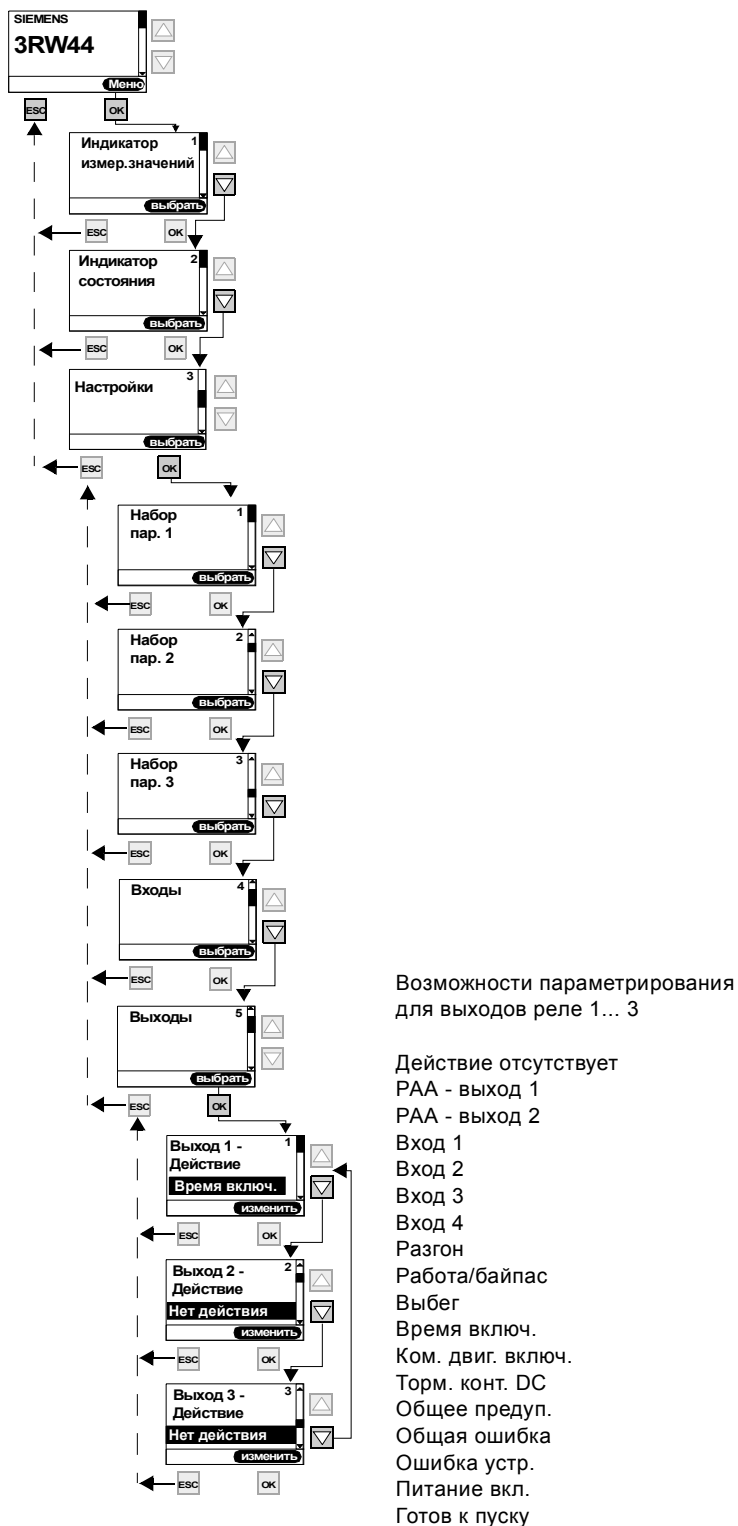 SIEMENS
3RW44
Меню
ESC
OK
Индикатор 1
измер.значений
выбрать
ESC
OK
Индикатор 2
состояния
выбрать
ESC
OK
3
Настройки
выбрать
ESC
OK
Набор 1
пар. 1
выбрать
ESC
OK
Набор 2
пар. 2
выбрать
ESC
OK
Набор 3
пар. 3
выбрать
ESC
OK
Входы 4
выбрать
ESC
OK
Выходы 5
выбрать
ESC
OK
Выход 1 - 1
Действие
Время включ.
изменить
ESC
OK
Выход 2 - 2
Действие
Нет действия
изменить
ESC
OK
Выход 3 - 3
Действие
Нет действия
изменить
ESC
OK
Возможности параметрирования
для выходов реле 1... 3
Действие отсутствует
PAA - выход 1
PAA - выход 2
Вход 1
Вход 2
Вход 3
Вход 4
Разгон
Работа/байпас
Выбег
Время включ.
Ком. двиг. включ.
Торм. конт. DC
Общее предуп.
Общая ошибка
Ошибка устр.
Питание вкл.
Готов к пуску